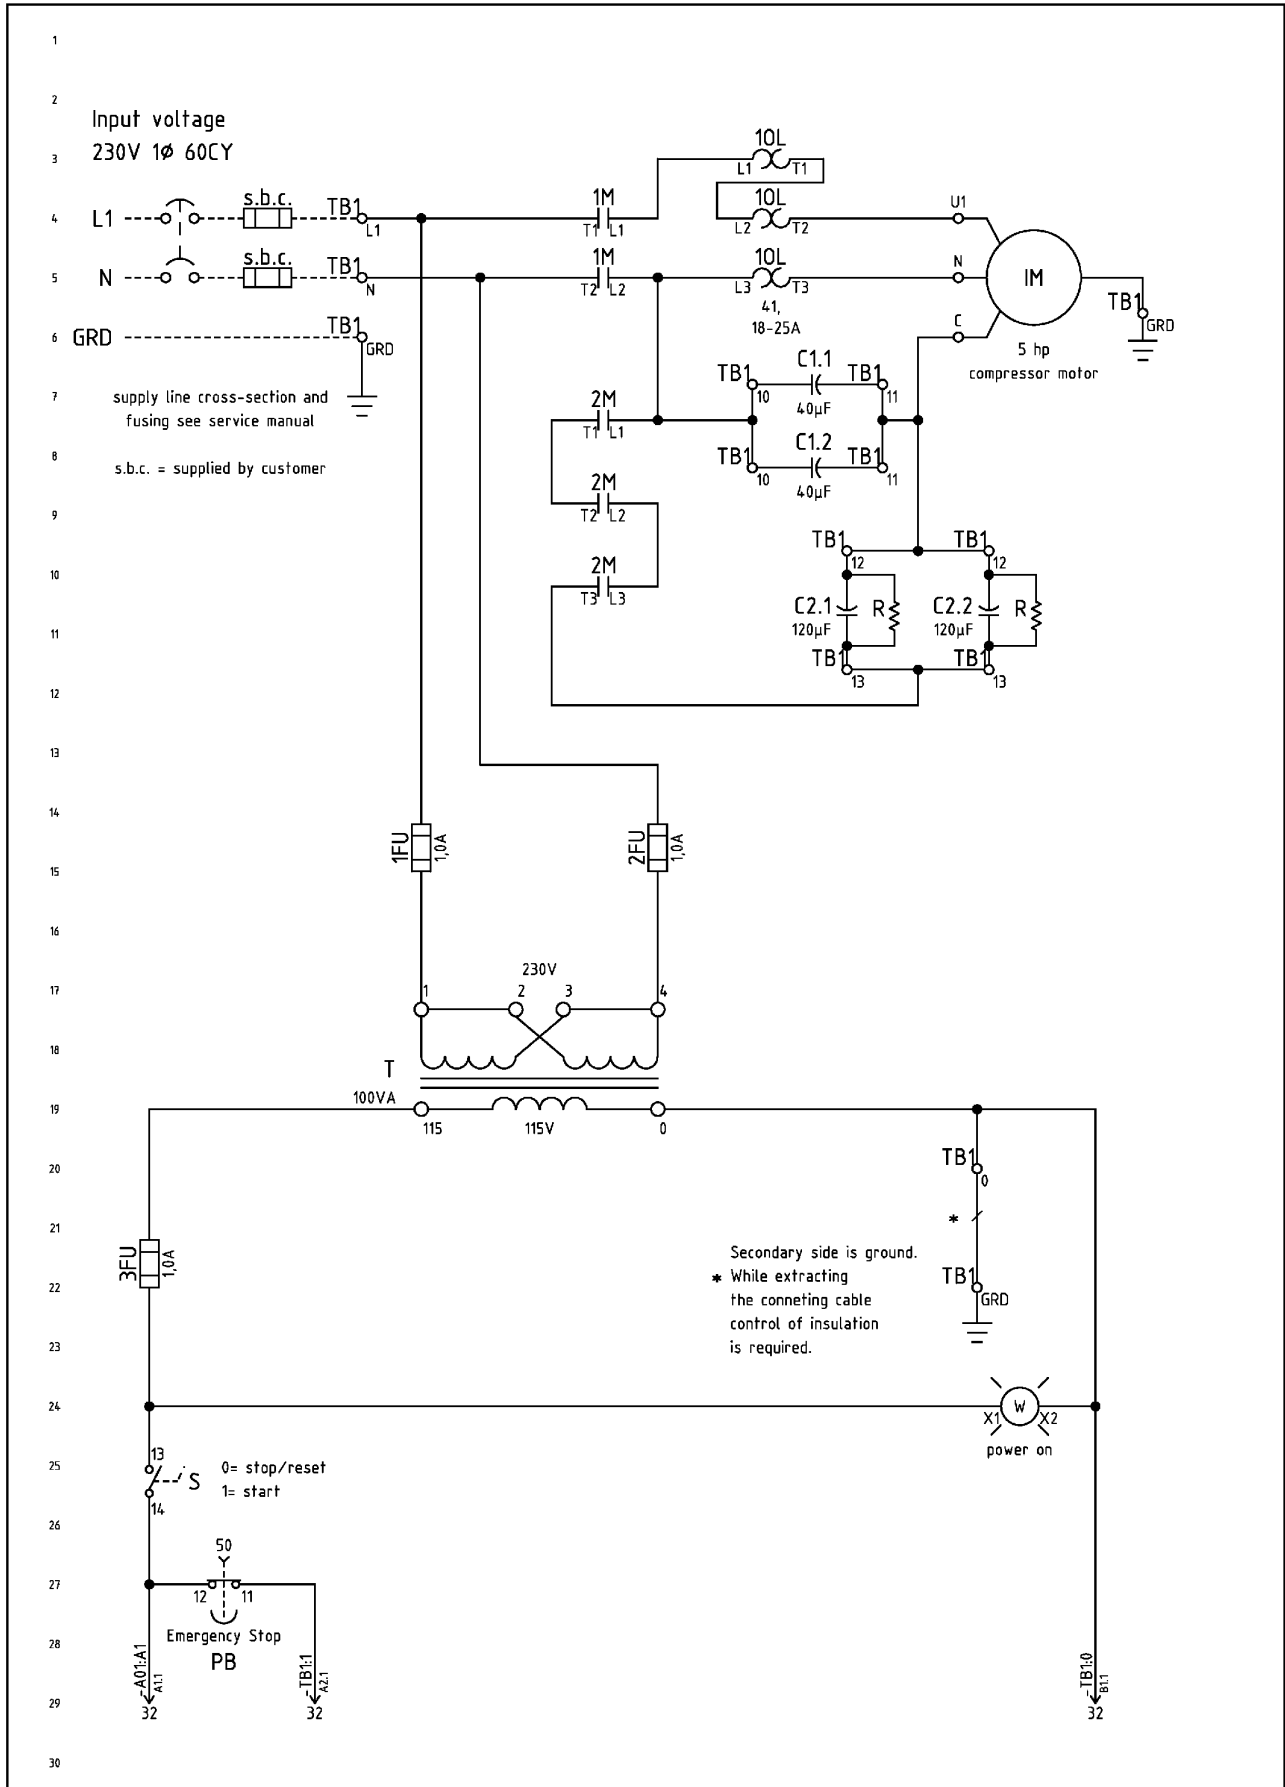 1
2
Input voltage
230V 1Ø 60CY
3
10L
L1 T1
4
L1
s.b.c.
TB1
L1
1M
T1 L1
10L
L2 T2
U1
5
N
s.b.c.
TB1
N
1M
T2 L2
10L
L3 T3
N
IM
41,
18-25A
TB1
GRD
6
GRD
TB1
GRD
C
5 hp
compressor motor
7
supply line cross-section and
fusing see service manual
2M
T1 L1
TB1
10
C1.1
40µF
TB1
11
8
s.b.c. = supplied by customer
TB1
10
C1.2
40µF
TB1
11
2M
T2 L2
9
TB1
12
TB1
12
10
2M
T3 L3
C2.1
120µF
R
C2.2
120µF
R
11
TB1
13
TB1
13
12
13
14
1FU
1,0A
2FU
1,0A
15
16
17
230V
1 2 3 4
18
T
100VA
19
115
115V
0
20
TB1
0
21
*
3FU
1,0A
22
Secondary side is ground.
* While extracting
the conneting cable
control of insulation
is required.
TB1
GRD
23
24
X1 W X2
power on
25
13
S
14
0= stop/reset
1= start
26
50
27
12 11
Emergency Stop
PB
28
-A01:A1
A1.1
-TB1:1
A2.1
-TB1:0
B1.1
29
32
32
32
30